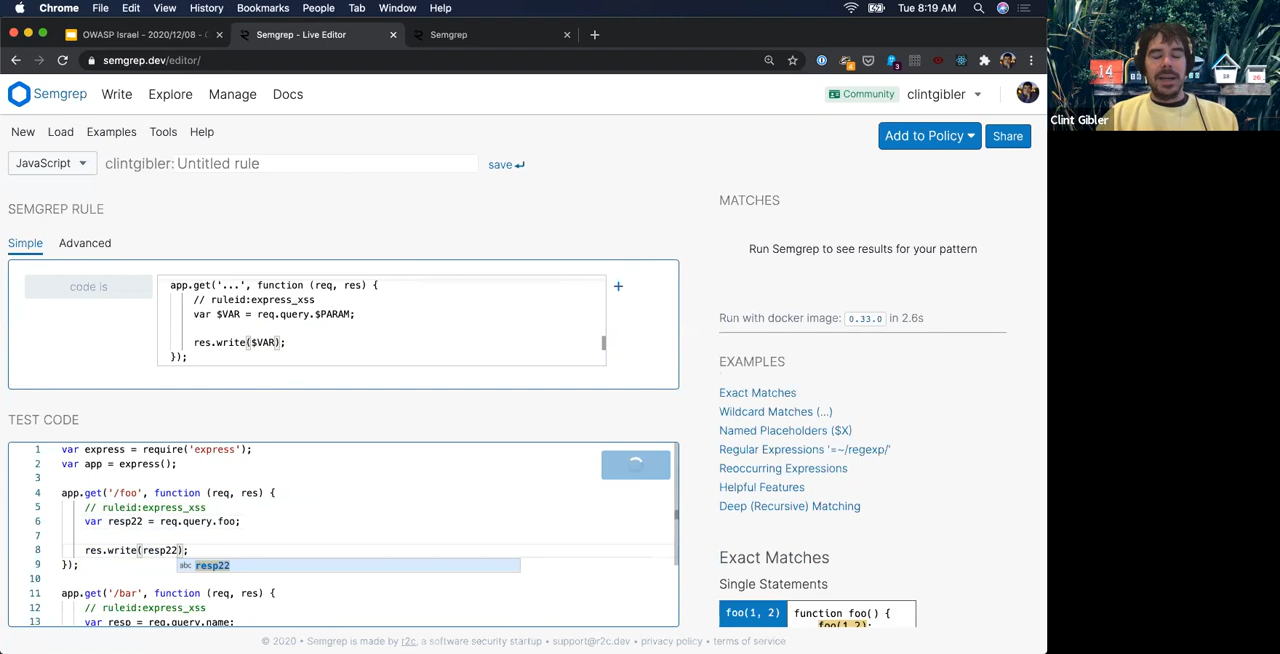 Chrome File Edit View History Bookmarks People Tab Window Help Tue 8:19 AM
OWASP Israel - 2020/12/08 - Semgrep - Live Editor Semgrep
semgrep.dev/editor/
Semgrep Write Explore Manage Docs Community clintgibler
New Load Examples Tools Help Add to Policy Share
JavaScript clintgibler: Untitled rule save
SEMGREP RULE
Simple Advanced
code is
app.get('...', function (req, res) {
// ruleid:express_xss
var $VAR = req.query.$PARAM;
res.write($VAR);
});
TEST CODE
1 var express = require('express');
2 var app = express();
3
4 app.get('/foo', function (req, res) {
5 // ruleid:express_xss
6 var resp22 = req.query.foo;
7
8 res.write(resp22);
9 });
abc resp22
10
11 app.get('/bar', function (req, res) {
12 // ruleid:express_xss
13 var resp = req.query.name;
MATCHES
Run Semgrep to see results for your pattern
Run with docker image: 0.33.0 in 2.6s
EXAMPLES
Exact Matches
Wildcard Matches (...)
Named Placeholders ($X)
Regular Expressions '=~/regexp/'
Reoccurring Expressions
Helpful Features
Deep (Recursive) Matching
Exact Matches
Single Statements
foo(1, 2) function foo() {
foo(1,2);
© 2020 • Semgrep is made by r2c, a software security startup • support@r2c.dev • privacy policy • terms of service
Clint Gibler
14